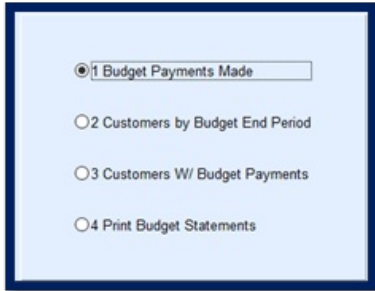 1 Budget Payments Made
2 Customers by Budget End Period
3 Customers W/ Budget Payments
4 Print Budget Statements